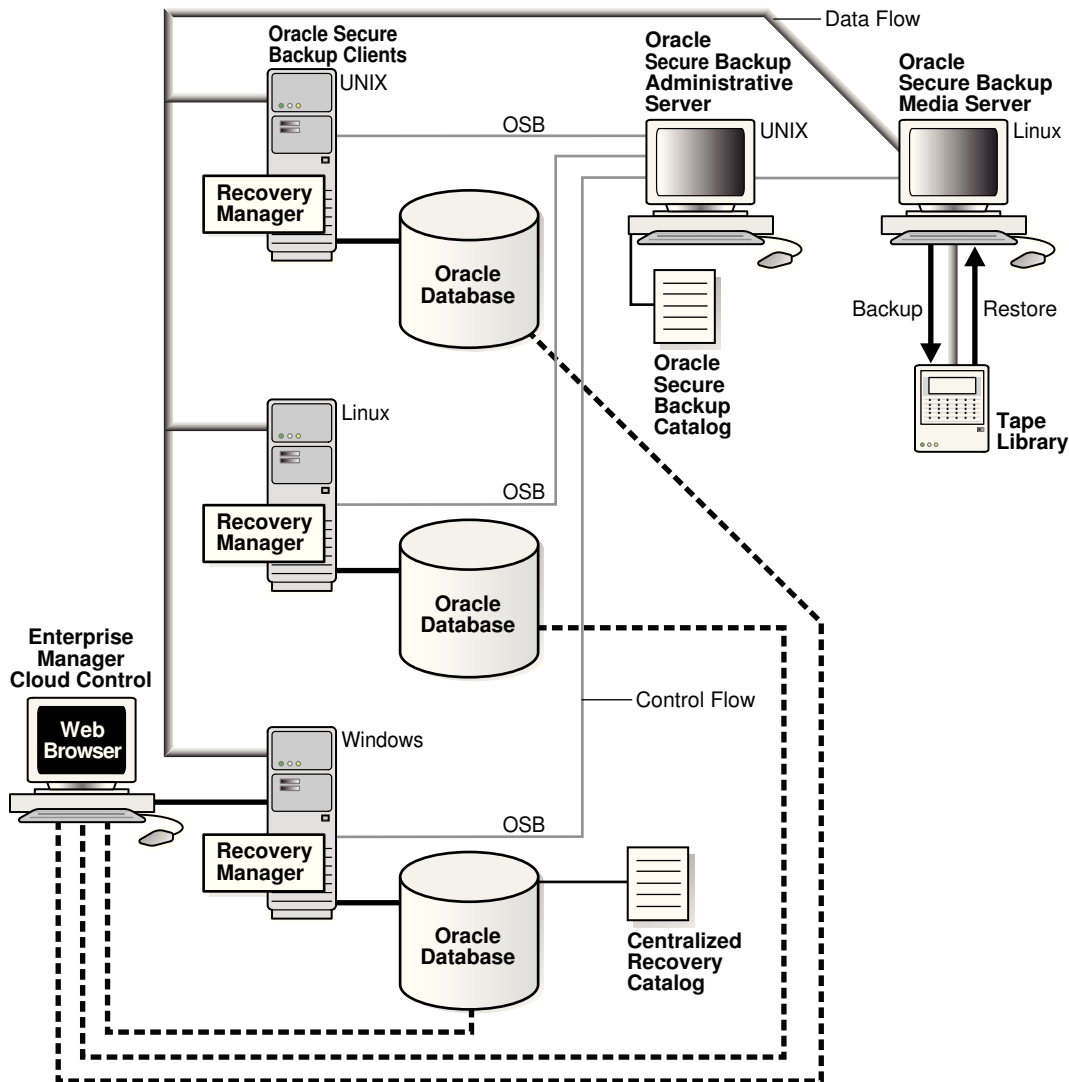 Data Flow
Oracle Secure
Backup Clients
UNIX
Oracle
Secure Backup
Administrative
Server
UNIX
Oracle
Secure Backup
Media Server
Linux
OSB
Recovery
Manager
Oracle
Database
Backup
Restore
Oracle
Secure
Backup
Catalog
Tape
Library
Linux
OSB
Recovery
Manager
Oracle
Database
Enterprise
Manager
Cloud Control
Web
Browser
Control Flow
Windows
OSB
Recovery
Manager
Oracle
Database
Centralized
Recovery
Catalog